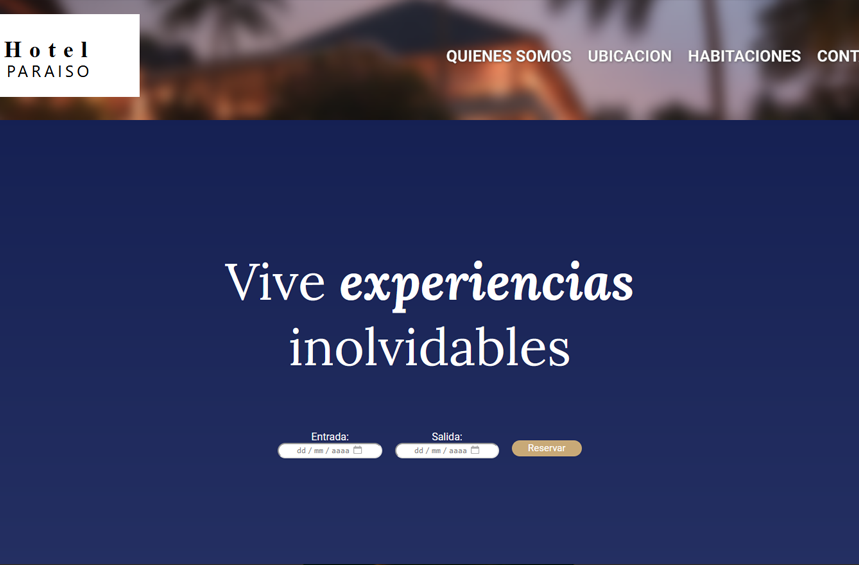 Hotel
PARAISO
QUIENES SOMOS UBICACION HABITACIONES CONT
Vive experiencias
inolvidables
Entrada: Salida:
dd / mm / aaaa dd / mm / aaaa Reservar